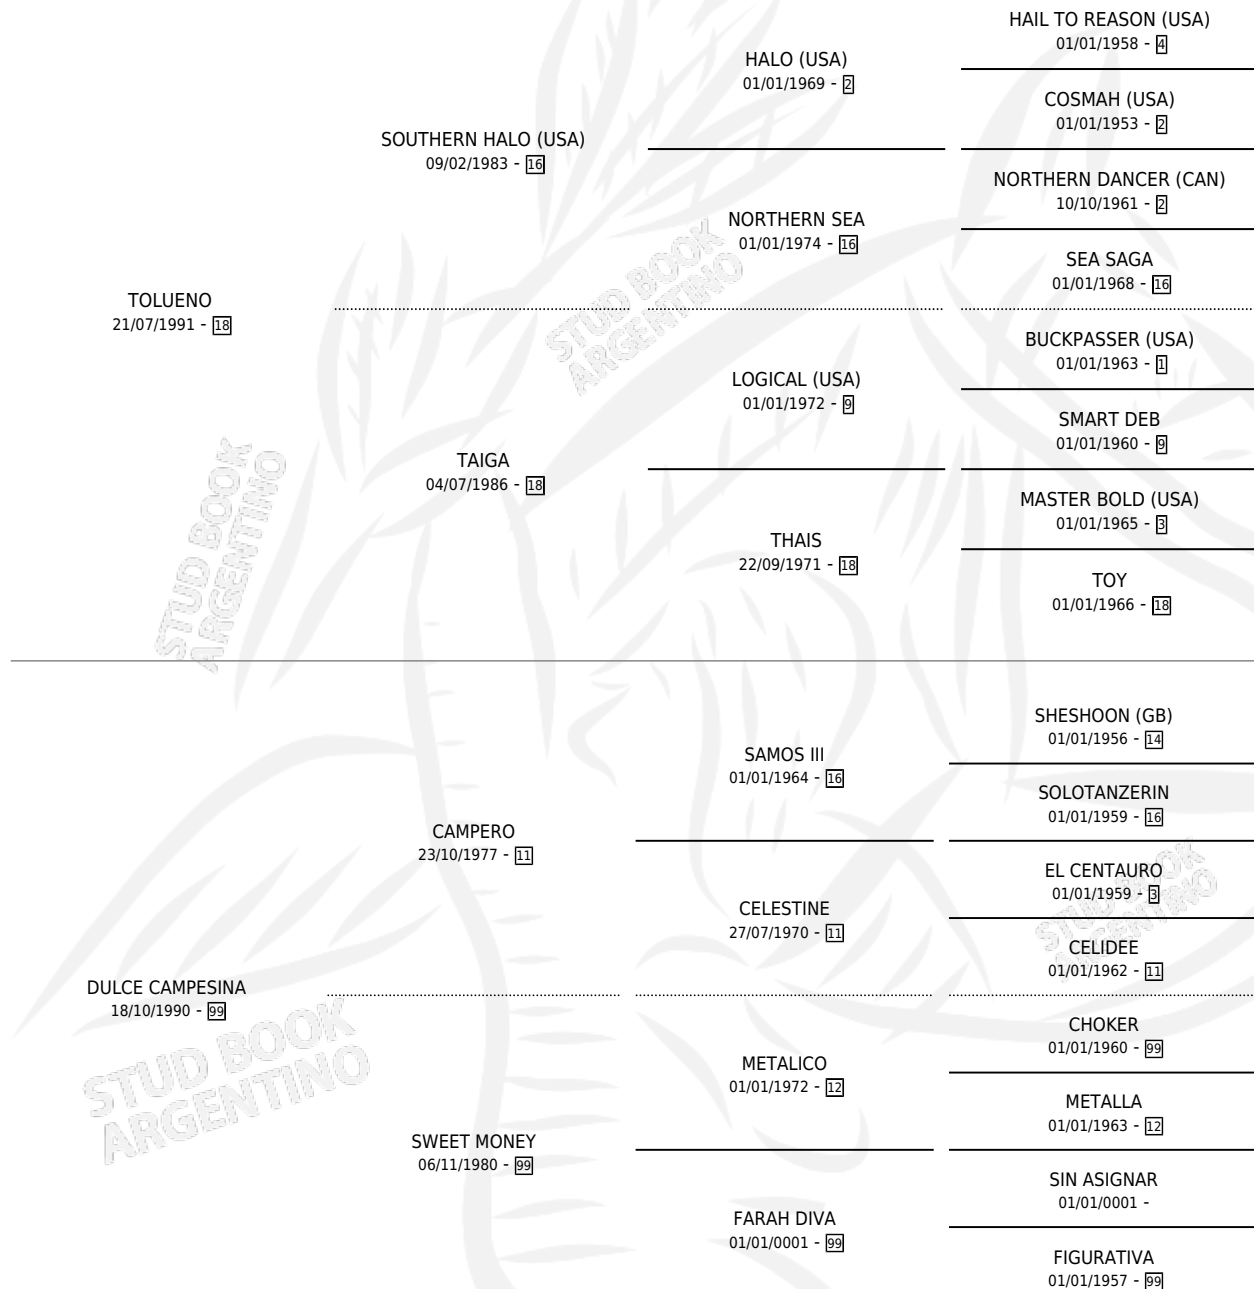 HAIL TO REASON (USA)
01/01/1958 - 4
HALO (USA)
01/01/1969 - 2
COSMAH (USA)
01/01/1953 - 2
SOUTHERN HALO (USA)
09/02/1983 - 16
NORTHERN DANCER (CAN)
10/10/1961 - 2
NORTHERN SEA
01/01/1974 - 16
SEA SAGA
01/01/1968 - 16
STUD BOOK
ARGENTINO
TOLUENO
21/07/1991 - 18
BUCKPASSER (USA)
01/01/1963 - 1
LOGICAL (USA)
01/01/1972 - 9
SMART DEB
01/01/1960 - 9
TAIGA
04/07/1986 - 18
MASTER BOLD (USA)
01/01/1965 - 3
THAIS
22/09/1971 - 18
TOY
01/01/1966 - 18
STUD BOOK
ARGENTINO
SHESHOON (GB)
01/01/1956 - 14
SAMOS III
01/01/1964 - 16
SOLOTANZERIN
01/01/1959 - 16
CAMPERO
23/10/1977 - 11
EL CENTAURO
01/01/1959 - 3
CELESTINE
27/07/1970 - 11
CELIDEE
01/01/1962 - 11
STUD BOOK
ARGENTINO
DULCE CAMPESINA
18/10/1990 - 99
CHOKER
01/01/1960 - 99
METALICO
01/01/1972 - 12
METALLA
01/01/1963 - 12
STUD BOOK
ARGENTINO
SWEET MONEY
06/11/1980 - 99
SIN ASIGNAR
01/01/0001 -
FARAH DIVA
01/01/0001 - 99
FIGURATIVA
01/01/1957 - 99